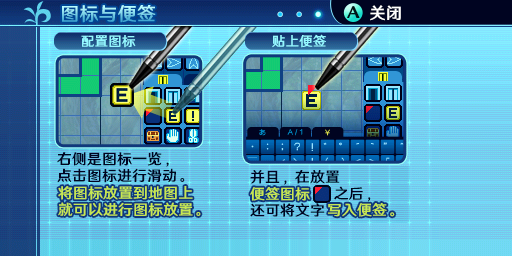 图标与便签
A 关闭
配置图标
E
E !
右侧是图标一览，
点击图标进行滑动。
将图标放置到地图上
就可以进行图标放置。
贴上便签
E
E
あ A/1 ¥
并且，在放置
便签图标 之后，
还可将文字写入便签。